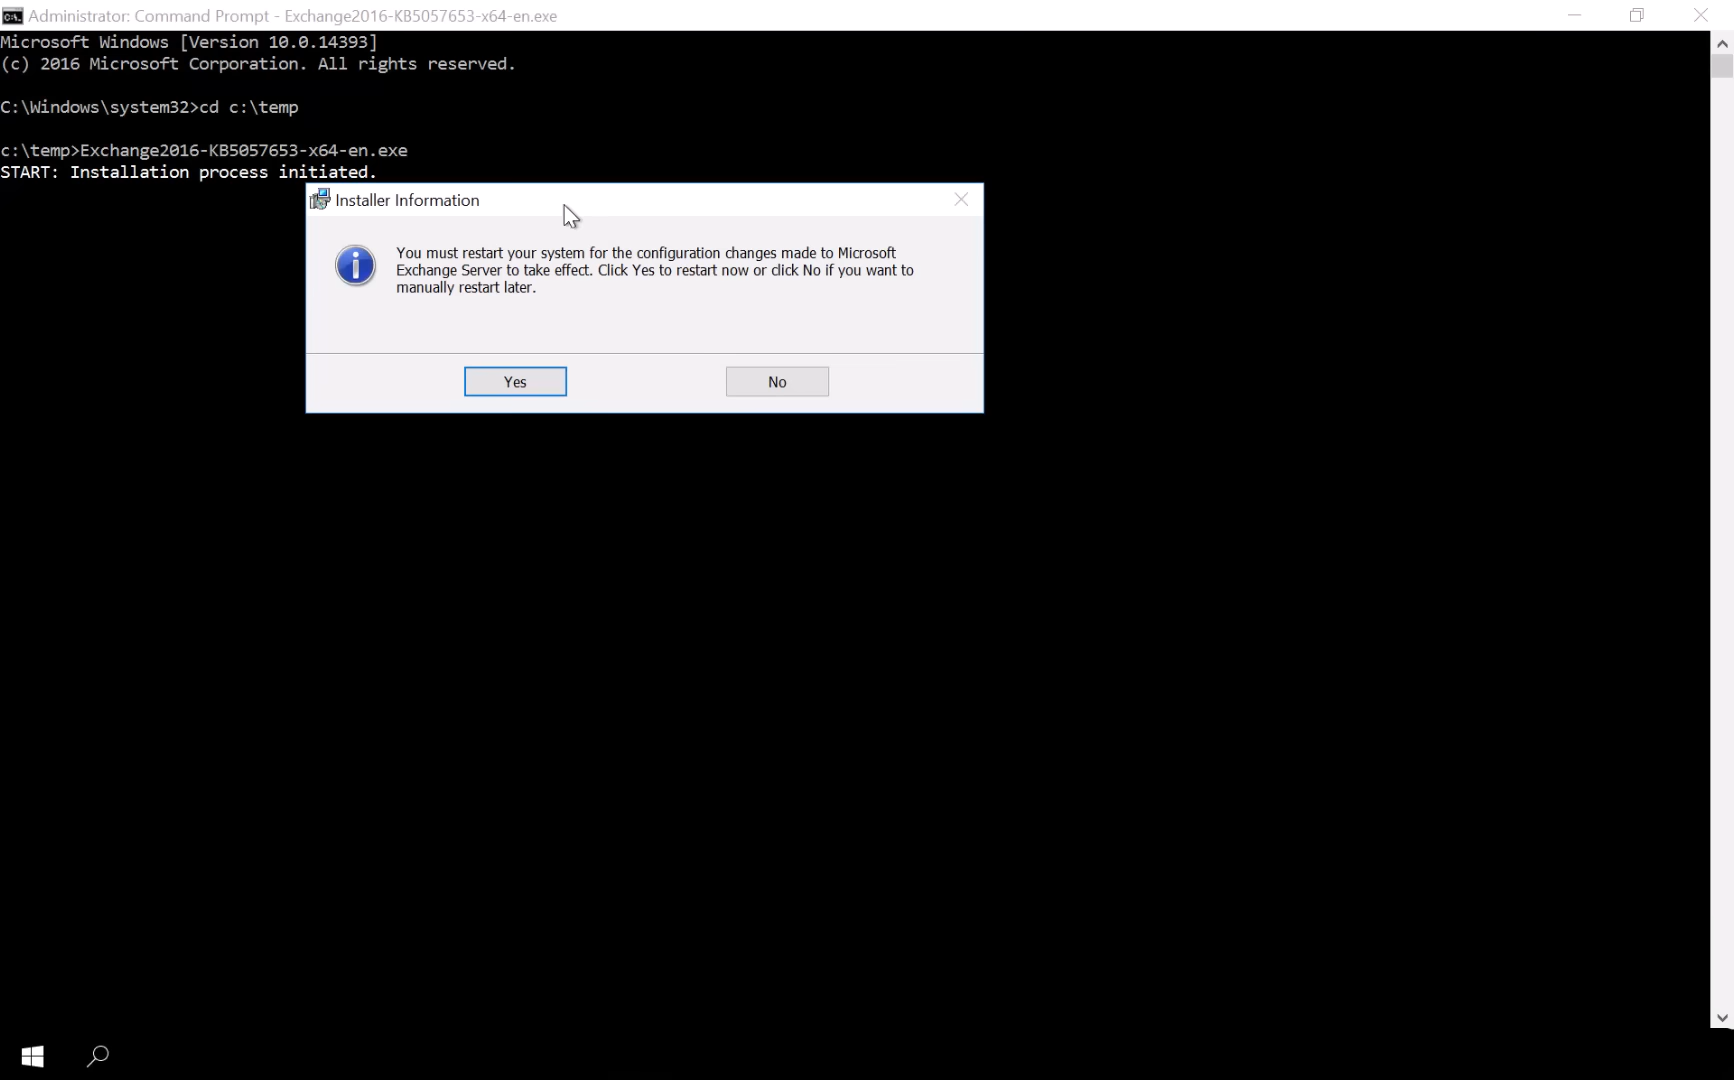 Administrator: Command Prompt - Exchange2016-KB5057653-x64-en.exe
Microsoft Windows [Version 10.0.14393]
(c) 2016 Microsoft Corporation. All rights reserved.
C:\Windows\system32>cd c:\temp
c:\temp>Exchange2016-KB5057653-x64-en.exe
START: Installation process initiated.
Installer Information
You must restart your system for the configuration changes made to Microsoft
Exchange Server to take effect. Click Yes to restart now or click No if you want to
manually restart later.
Yes
No